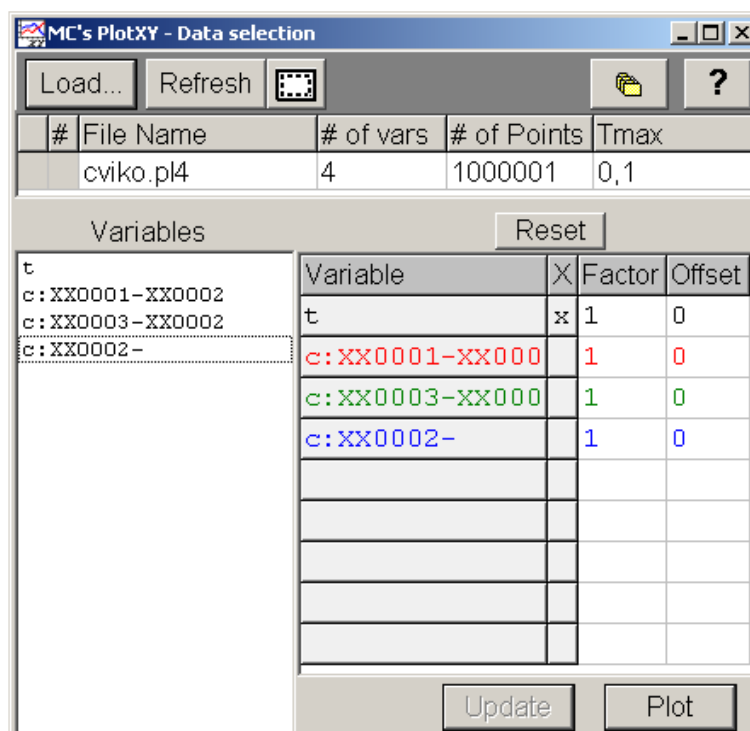 MC's PlotXY - Data selection
Load... Refresh ?
# File Name # of vars # of Points Tmax
cviko.pl4 4 1000001 0,1
Variables Reset
t
c:XX0001-XX0002
c:XX0003-XX0002
c:XX0002-
Variable X Factor Offset
t x 1 0
c:XX0001-XX000 1 0
c:XX0003-XX000 1 0
c:XX0002- 1 0
Update Plot